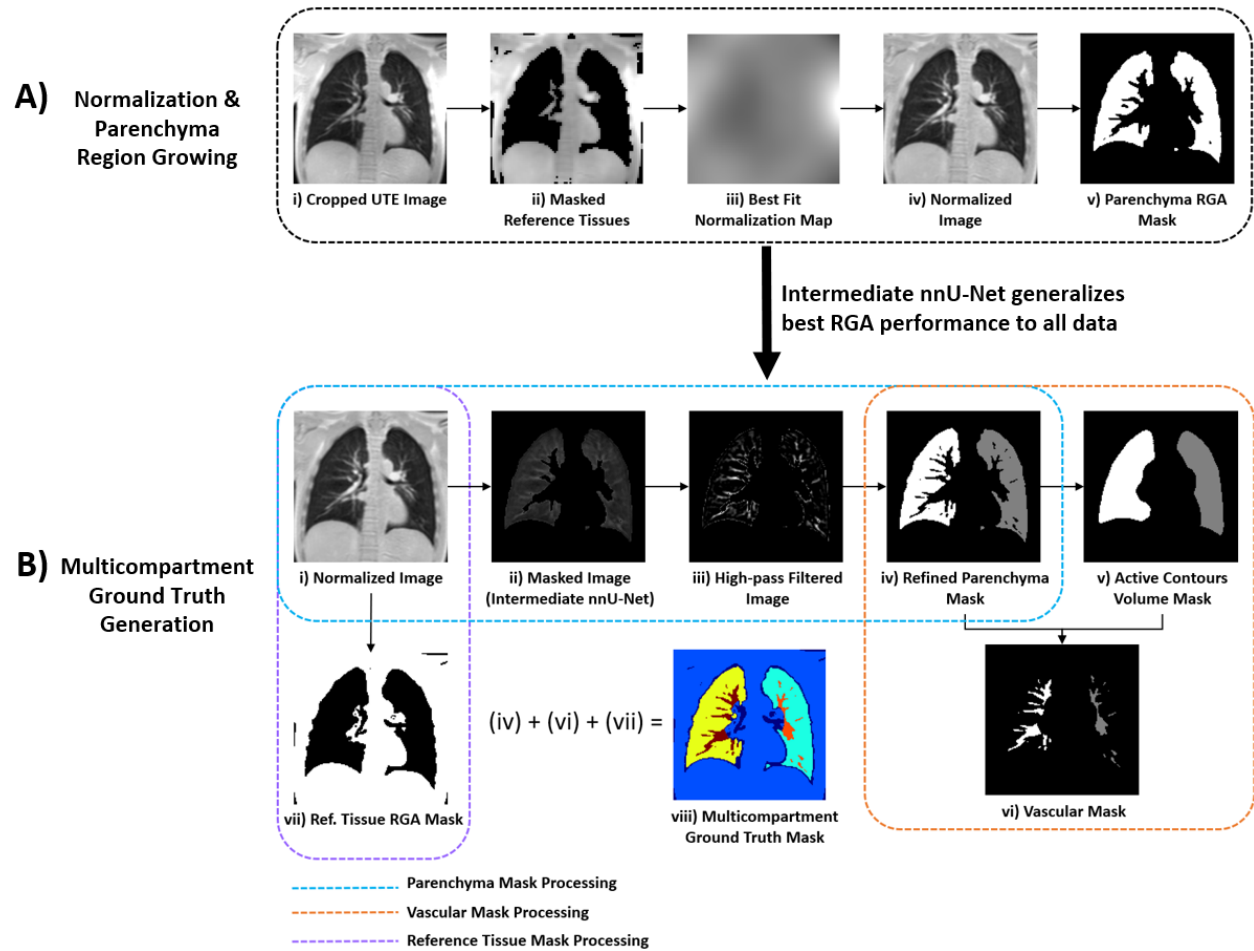 A)
Normalization &
Parenchyma
Region Growing
i) Cropped UTE Image
ii) Masked
Reference Tissues
iii) Best Fit
Normalization Map
iv) Normalized
Image
v) Parenchyma RGA
Mask
Intermediate nnU-Net generalizes
best RGA performance to all data
B)
Multicompartment
Ground Truth
Generation
i) Normalized Image
ii) Masked Image
(Intermediate nnU-Net)
iii) High-pass Filtered
Image
iv) Refined Parenchyma
Mask
v) Active Contours
Volume Mask
vii) Ref. Tissue RGA Mask
(iv) + (vi) + (vii) =
viii) Multicompartment
Ground Truth Mask
vi) Vascular Mask
Parenchyma Mask Processing
Vascular Mask Processing
Reference Tissue Mask Processing